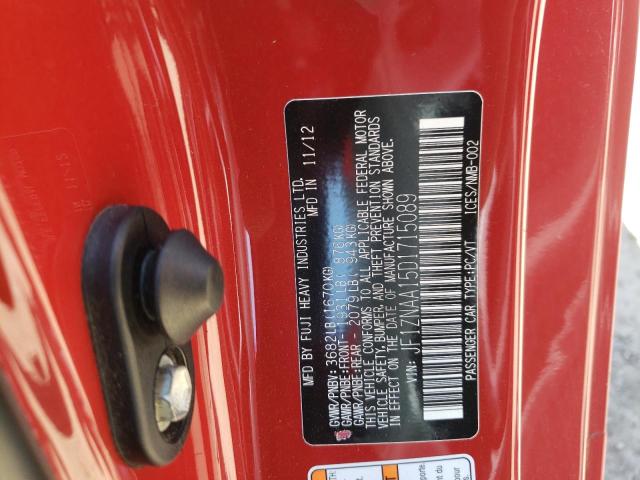 MFD BY FUJI HEAVY INDUSTRIES LTD.
MFD IN 11/12
GVWR/PNBV: 3682LB(1670KG)
GAWR/PNBE:FRONT- 1931LB( 876KG)
GAWR/PNBE:REAR - 2079LB( 943KG)
THIS VEHICLE CONFORMS TO ALL APPLICABLE FEDERAL MOTOR
VEHICLE SAFETY, BUMPER, AND THEFT PREVENTION STANDARDS
IN EFFECT ON THE DATE OF MANUFACTURE SHOWN ABOVE.
VIN: JF1ZNAA15D1715089
PASSENGER CAR TYPE:PC/VT ICES/NMB-002